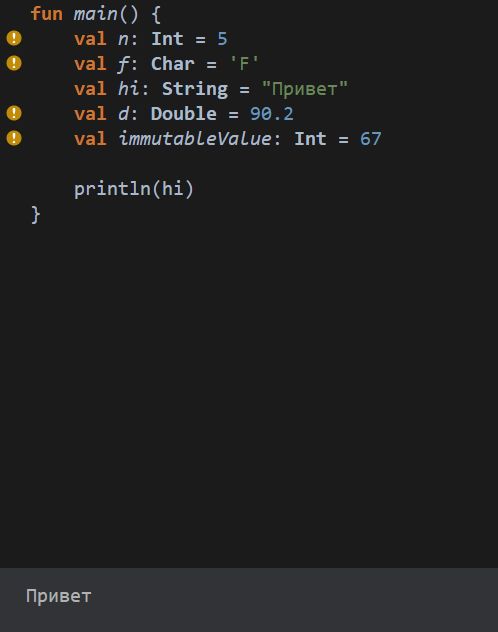 fun main() {
val n: Int = 5
val f: Char = 'F'
val hi: String = "Привет"
val d: Double = 90.2
val immutableValue: Int = 67
println(hi)
}
Привет